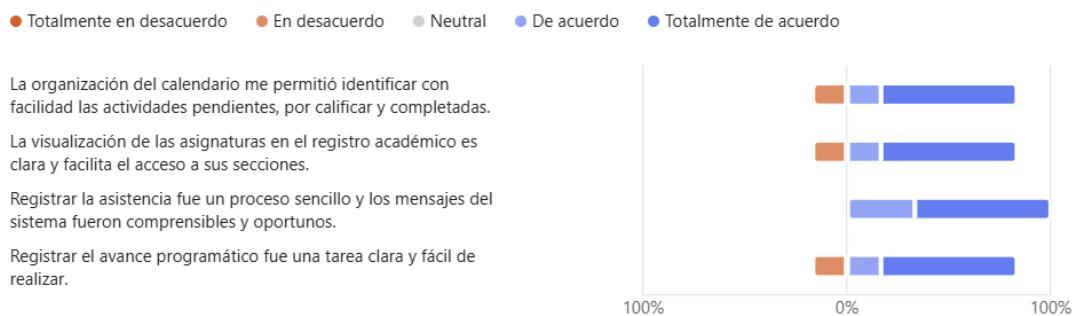 Totalmente en desacuerdo En desacuerdo Neutral De acuerdo Totalmente de acuerdo
La organización del calendario me permitió identificar con
facilidad las actividades pendientes, por calificar y completadas.
La visualización de las asignaturas en el registro académico es
clara y facilita el acceso a sus secciones.
Registrar la asistencia fue un proceso sencillo y los mensajes del
sistema fueron comprensibles y oportunos.
Registrar el avance programático fue una tarea clara y fácil de
realizar.
100% 0% 100%